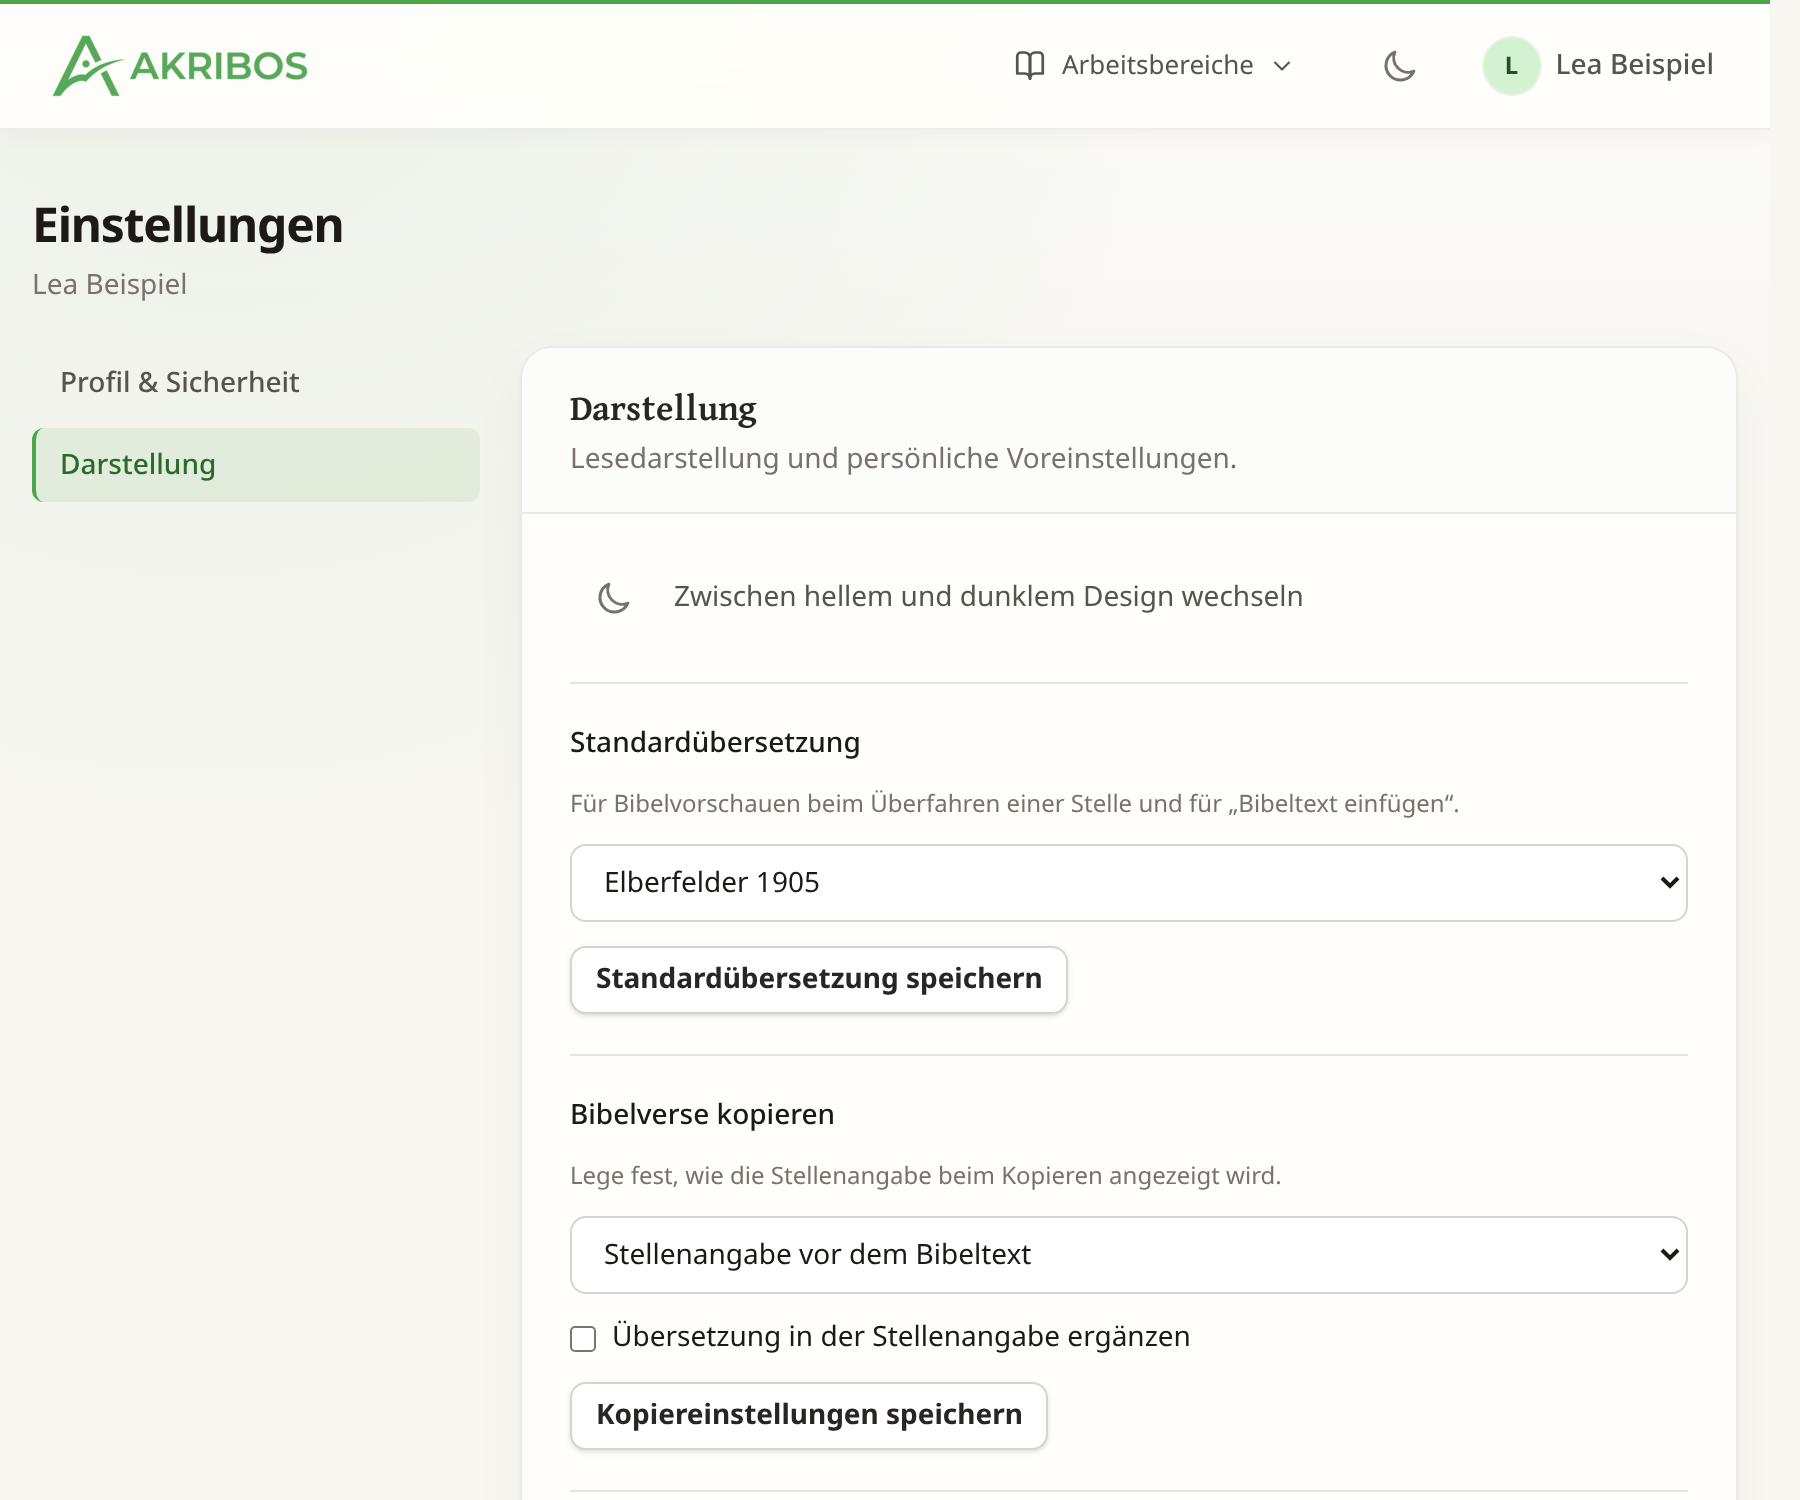 AKRIBOS
Arbeitsbereiche
L
Lea Beispiel
Einstellungen
Lea Beispiel
Profil & Sicherheit
Darstellung
Darstellung
Lesedarstellung und persönliche Voreinstellungen.
Zwischen hellem und dunklem Design wechseln
Standardübersetzung
Für Bibelvorschauen beim Überfahren einer Stelle und für „Bibeltext einfügen“.
Elberfelder 1905
Standardübersetzung speichern
Bibelverse kopieren
Lege fest, wie die Stellenangabe beim Kopieren angezeigt wird.
Stellenangabe vor dem Bibeltext
Übersetzung in der Stellenangabe ergänzen
Kopiereinstellungen speichern